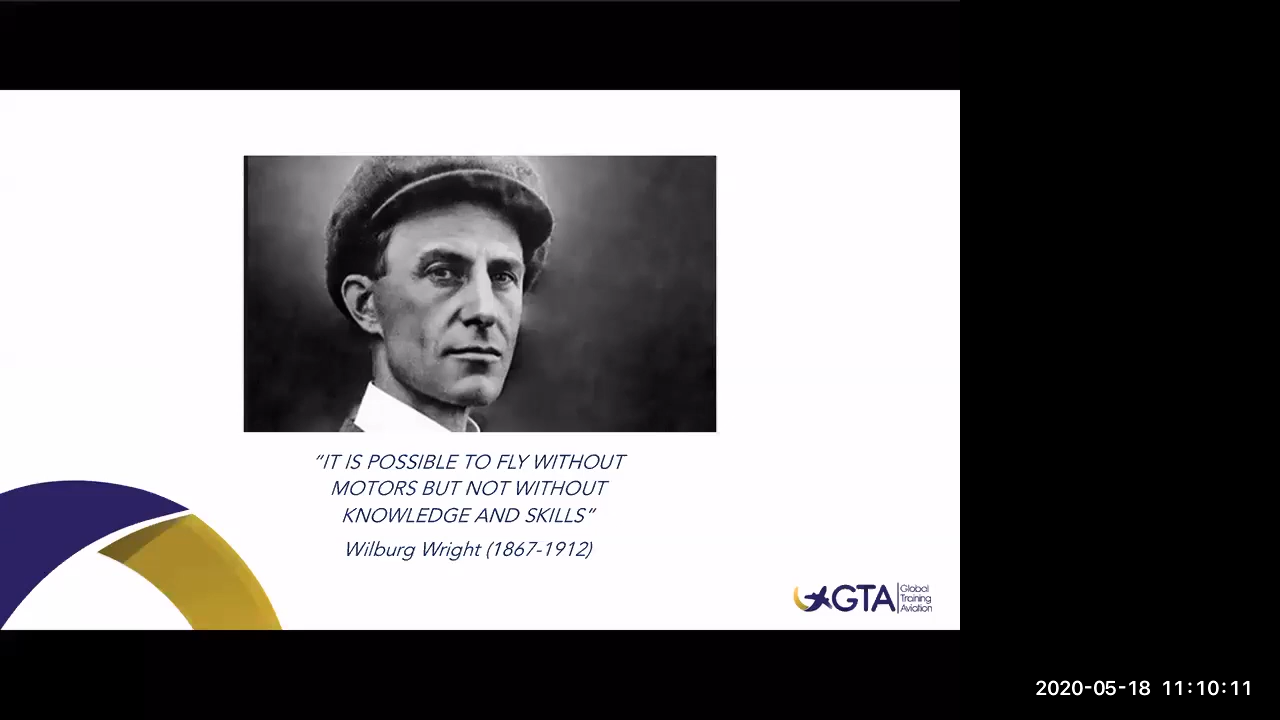 “IT IS POSSIBLE TO FLY WITHOUT
MOTORS BUT NOT WITHOUT
KNOWLEDGE AND SKILLS”
Wilburg Wright (1867-1912)
GTA
Global
Training
Aviation
2020-05-18 11:10:11